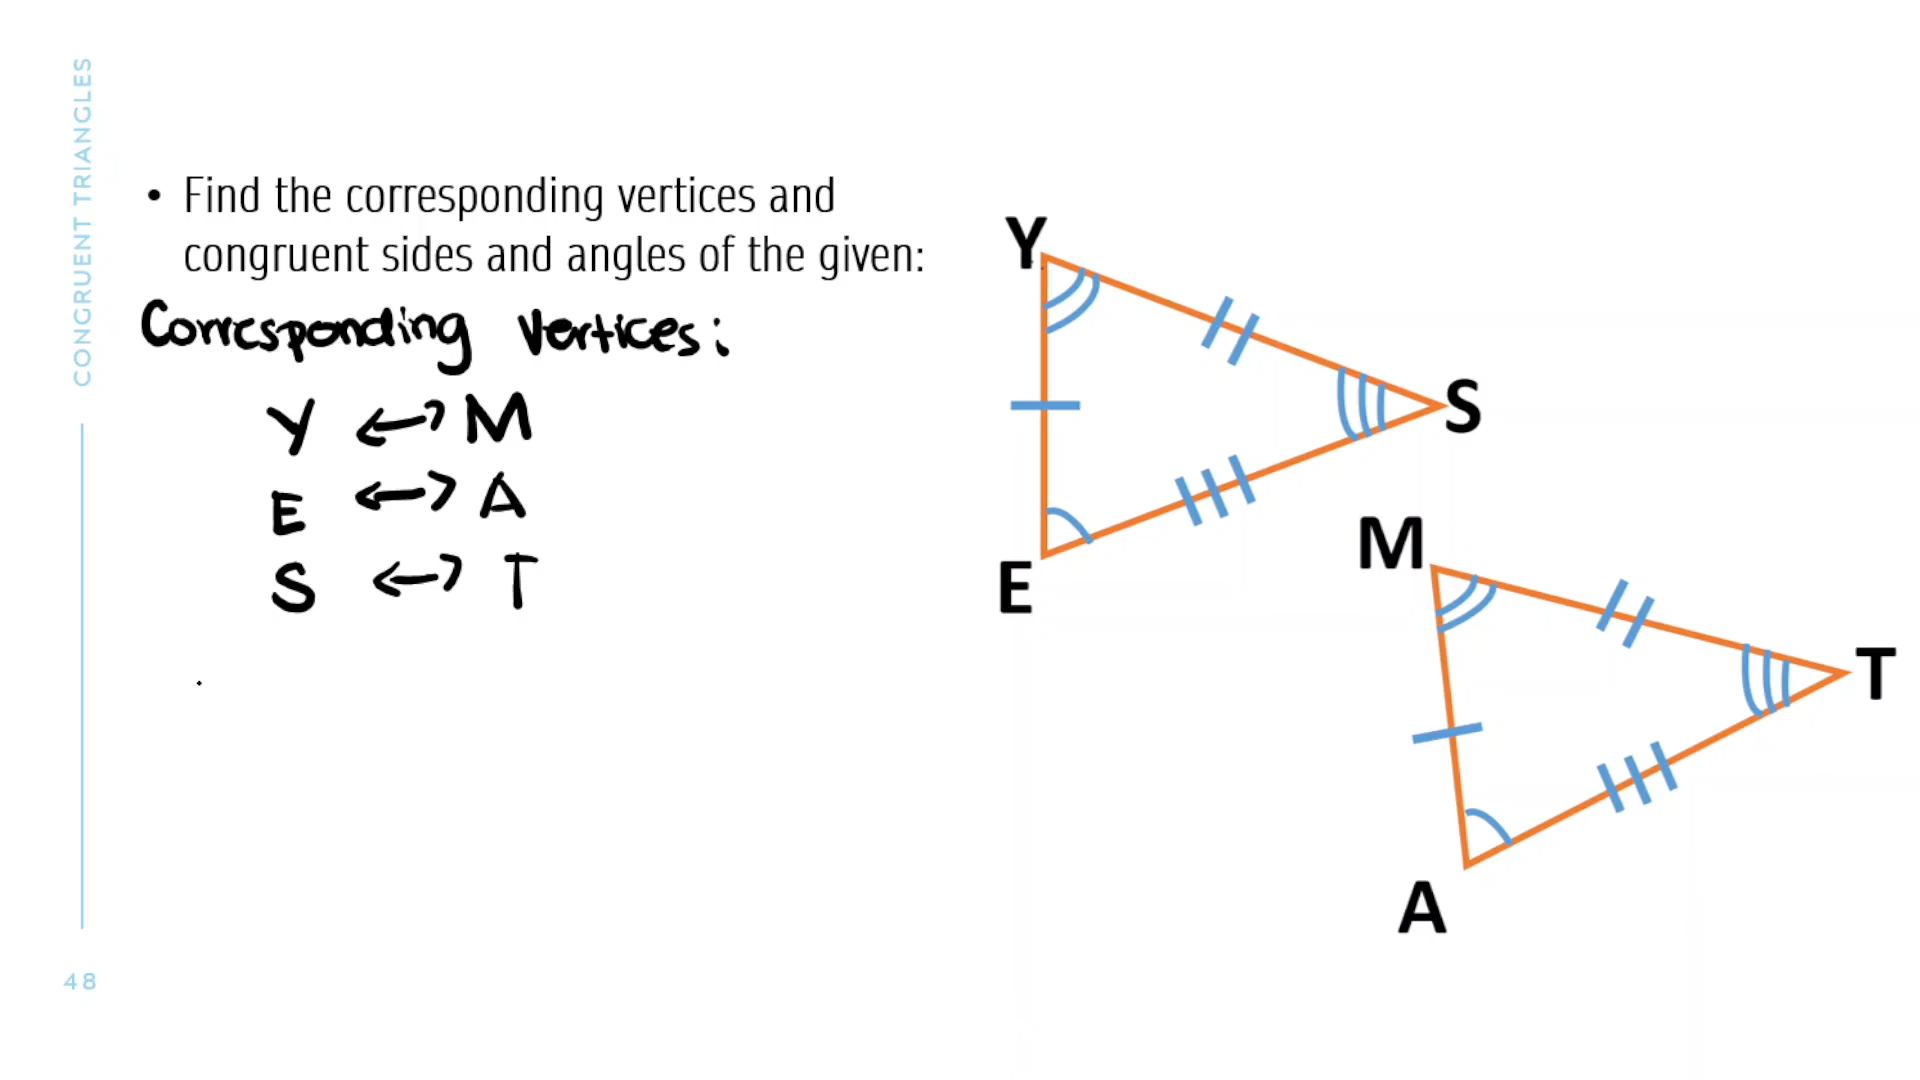 CONGRUENT TRIANGLES
• Find the corresponding vertices and
congruent sides and angles of the given:
Corresponding Vertices:
Y ↔ M
E ↔ A
S ↔ T
Y
S
E
M
T
A
48